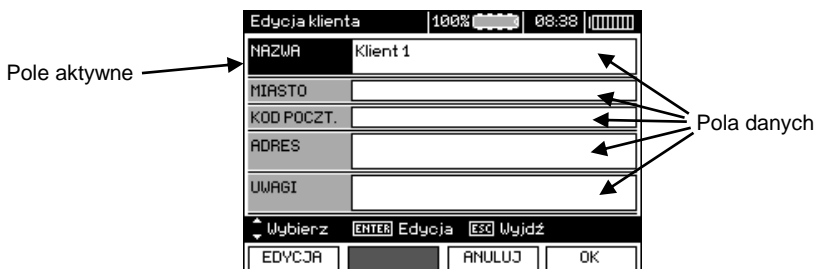 Edycja klienta 100% 08:38
NAZWA Klient 1
Pole aktywne
MIASTO
KOD POCZT.
Pola danych
ADRES
UWAGI
Wybierz ENTER Edycja ESC Wyjdź
EDYCJA ANULUJ OK